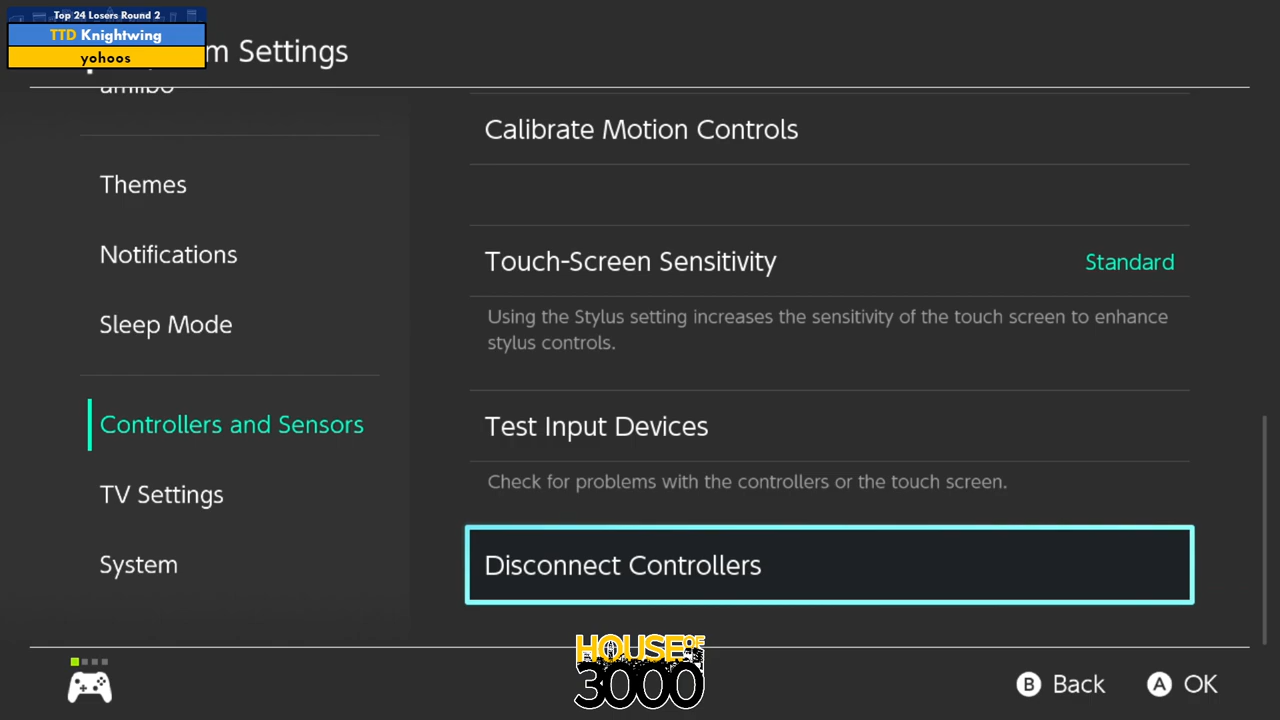 Top 24 Losers Round 2
TTD Knightwing
yohoos
m Settings
amiibo
Themes
Notifications
Sleep Mode
Controllers and Sensors
TV Settings
System
Calibrate Motion Controls
Touch-Screen Sensitivity Standard
Using the Stylus setting increases the sensitivity of the touch screen to enhance
stylus controls.
Test Input Devices
Check for problems with the controllers or the touch screen.
Disconnect Controllers
HOUSE OF
3000
B Back A OK